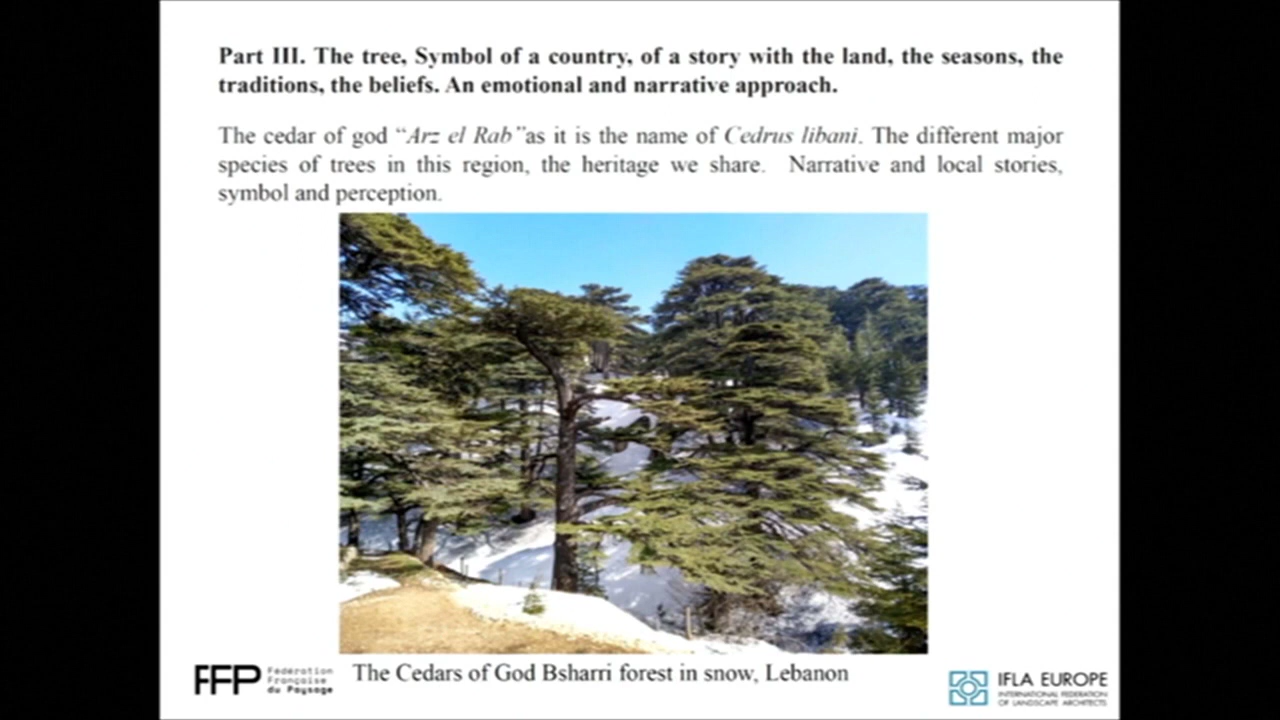 Part III. The tree, Symbol of a country, of a story with the land, the seasons, the
traditions, the beliefs. An emotional and narrative approach.
The cedar of god “Arz el Rab”as it is the name of Cedrus libani. The different major
species of trees in this region, the heritage we share. Narrative and local stories,
symbol and perception.
The Cedars of God Bsharri forest in snow, Lebanon
FFP
Fédération
Française
du Paysage
IFLA EUROPE
INTERNATIONAL FEDERATION
OF LANDSCAPE ARCHITECTS